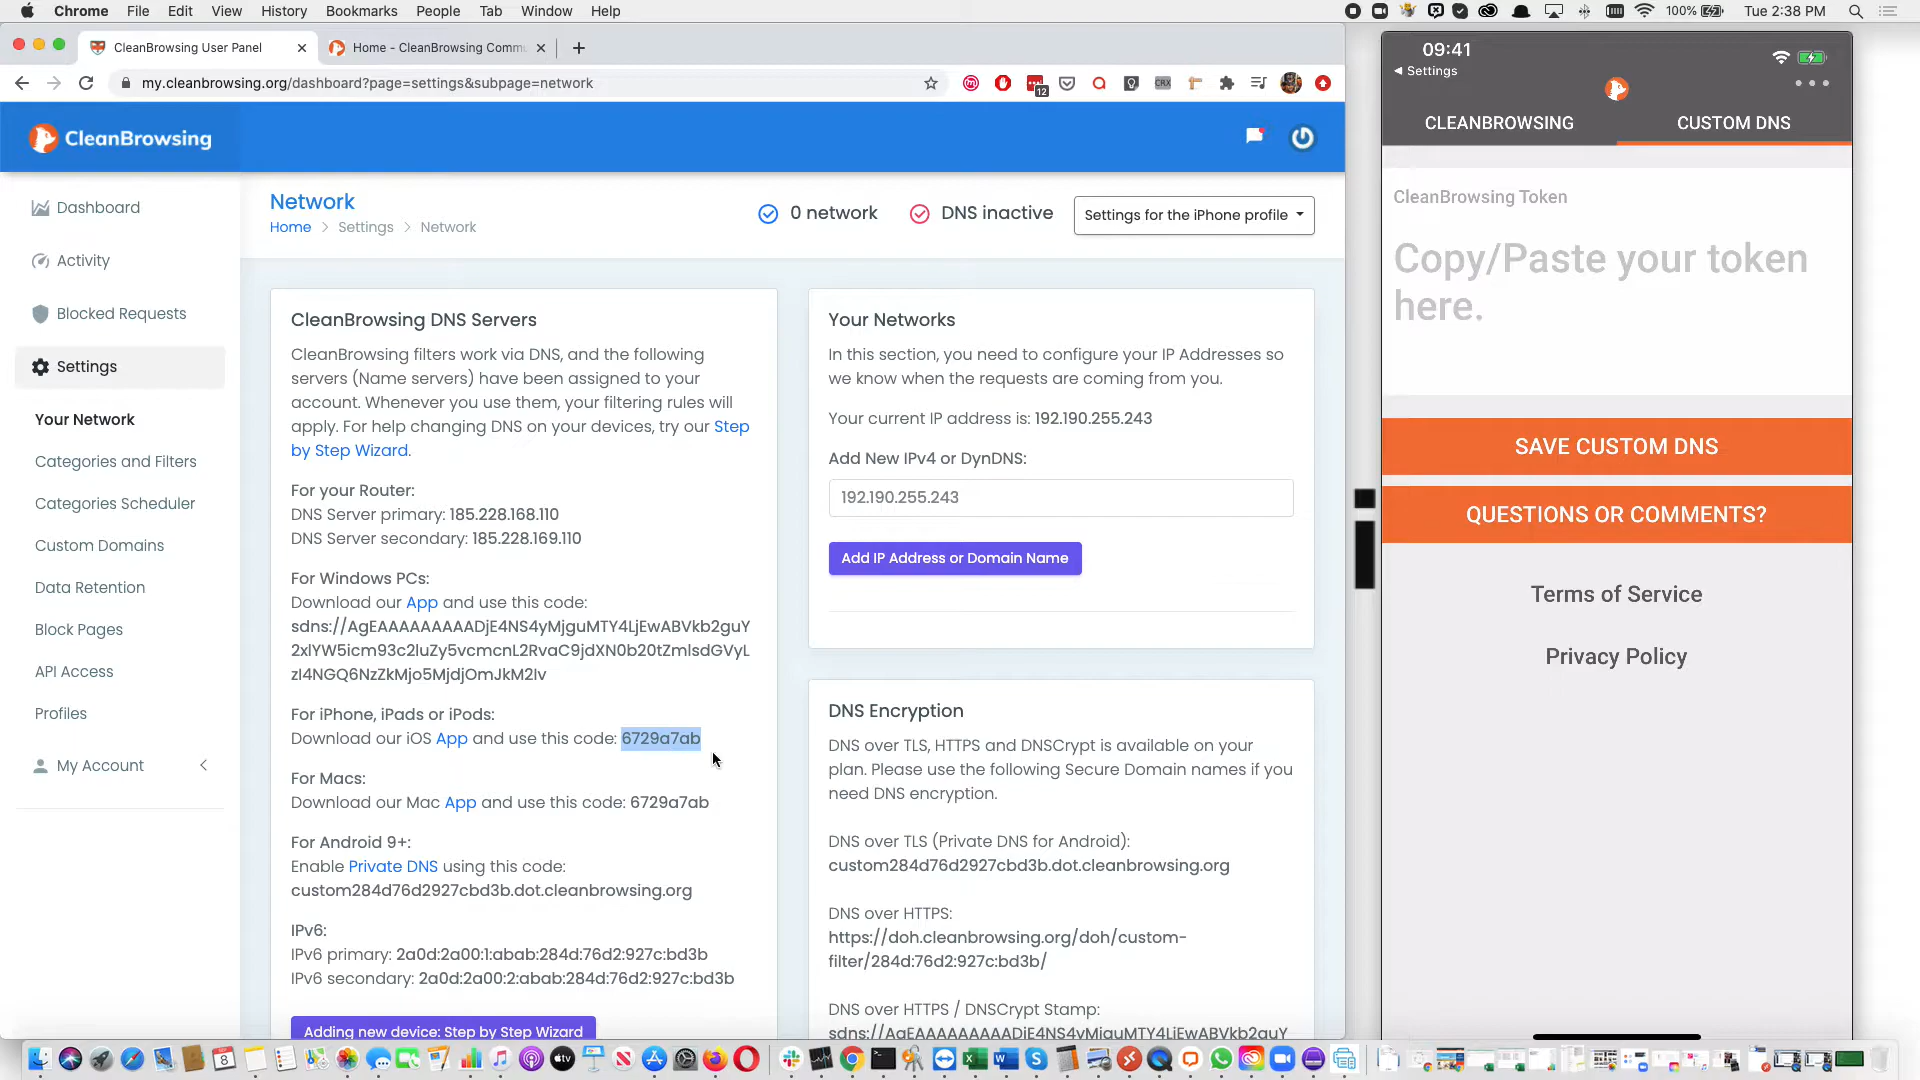 Chrome File Edit View History Bookmarks People Tab Window Help
100% Tue 2:38 PM
CleanBrowsing User Panel
Home - CleanBrowsing Commu
my.cleanbrowsing.org/dashboard?page=settings&subpage=network
12
CRX
CleanBrowsing
Dashboard
Activity
Blocked Requests
Settings
Your Network
Categories and Filters
Categories Scheduler
Custom Domains
Data Retention
Block Pages
API Access
Profiles
My Account
Network
Home > Settings > Network
0 network
DNS inactive
Settings for the iPhone profile
CleanBrowsing DNS Servers
CleanBrowsing filters work via DNS, and the following
servers (Name servers) have been assigned to your
account. Whenever you use them, your filtering rules will
apply. For help changing DNS on your devices, try our Step
by Step Wizard.
For your Router:
DNS Server primary: 185.228.168.110
DNS Server secondary: 185.228.169.110
For Windows PCs:
Download our App and use this code:
sdns://AgEAAAAAAAAADjE4NS4yMjguMTY4LjEwABVkb2guY
2xlYW5icm93c2luZy5vcmcnL2RvaC9jdXN0b20tZmlsdGVyL
zI4NGQ6NzZkMjo5MjdjOmJkM2Iv
For iPhone, iPads or iPods:
Download our iOS App and use this code: 6729a7ab
For Macs:
Download our Mac App and use this code: 6729a7ab
For Android 9+:
Enable Private DNS using this code:
custom284d76d2927cbd3b.dot.cleanbrowsing.org
IPv6:
IPv6 primary: 2a0d:2a00:1:abab:284d:76d2:927c:bd3b
IPv6 secondary: 2a0d:2a00:2:abab:284d:76d2:927c:bd3b
Adding new device: Step by Step Wizard
Your Networks
In this section, you need to configure your IP Addresses so
we know when the requests are coming from you.
Your current IP address is: 192.190.255.243
Add New IPv4 or DynDNS:
192.190.255.243
Add IP Address or Domain Name
DNS Encryption
DNS over TLS, HTTPS and DNSCrypt is available on your
plan. Please use the following Secure Domain names if you
need DNS encryption.
DNS over TLS (Private DNS for Android):
custom284d76d2927cbd3b.dot.cleanbrowsing.org
DNS over HTTPS:
https://doh.cleanbrowsing.org/doh/custom-
filter/284d:76d2:927c:bd3b/
DNS over HTTPS / DNSCrypt Stamp:
sdns://AgEAAAAAAAAADjE4NS4yMjguMTY4LjEwABVkb2guY
09:41
Settings
CLEANBROWSING
CUSTOM DNS
CleanBrowsing Token
Copy/Paste your token
here.
SAVE CUSTOM DNS
QUESTIONS OR COMMENTS?
Terms of Service
Privacy Policy
8
tv